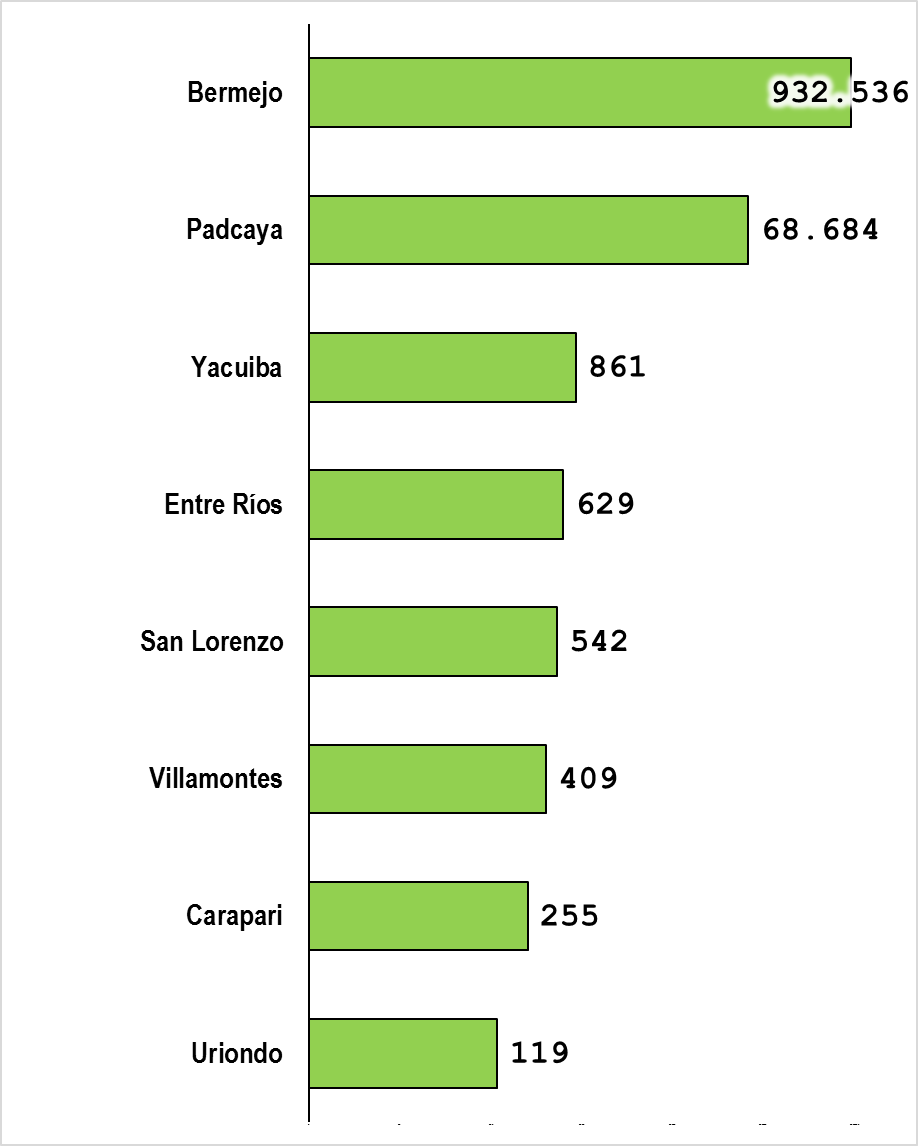 Bermejo 932.536
Padcaya 68.684
Yacuiba 861
Entre Ríos 629
San Lorenzo 542
Villamontes 409
Carapari 255
Uriondo 119